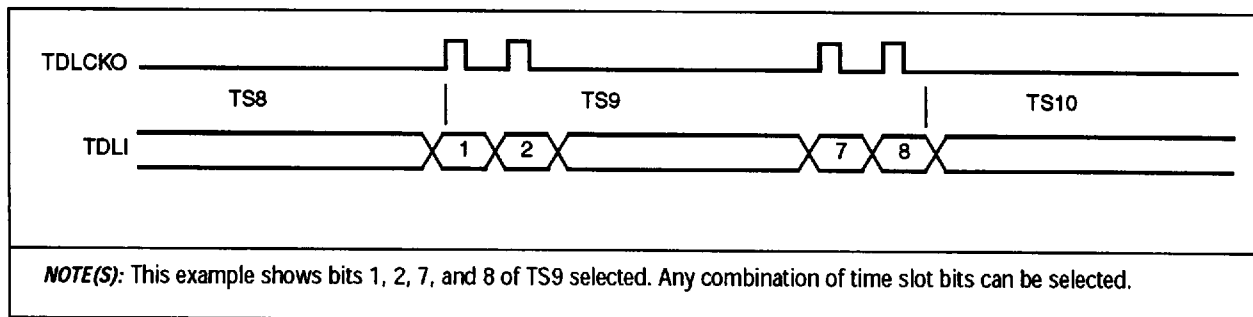 TDLCKO
TS8 TS9 TS10
TDLI 1 2 7 8
NOTE(S): This example shows bits 1, 2, 7, and 8 of TS9 selected. Any combination of time slot bits can be selected.